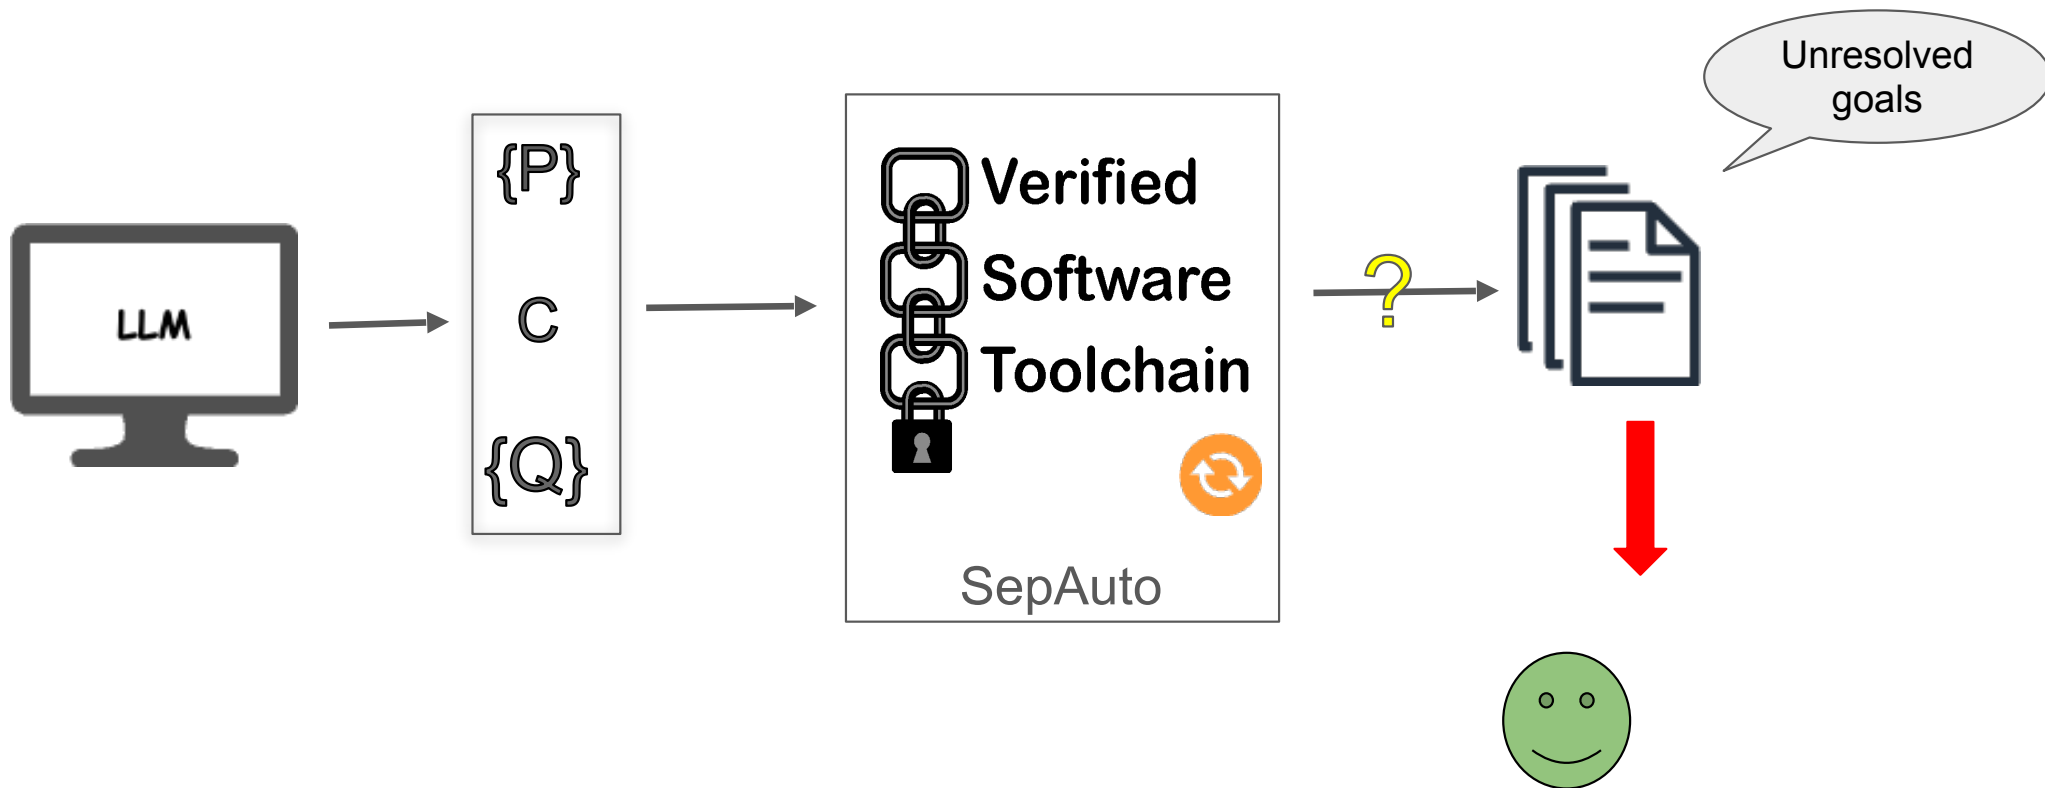 LLM
{P}
C
{Q}
Verified
Software
Toolchain
SepAuto
?
Unresolved
goals